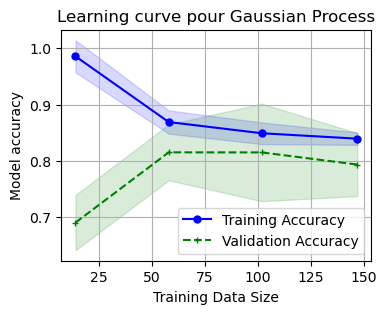 Learning curve pour Gaussian Process
Model accuracy
1.0
0.9
0.8
0.7
Training Accuracy
Validation Accuracy
25 50 75 100 125 150
Training Data Size